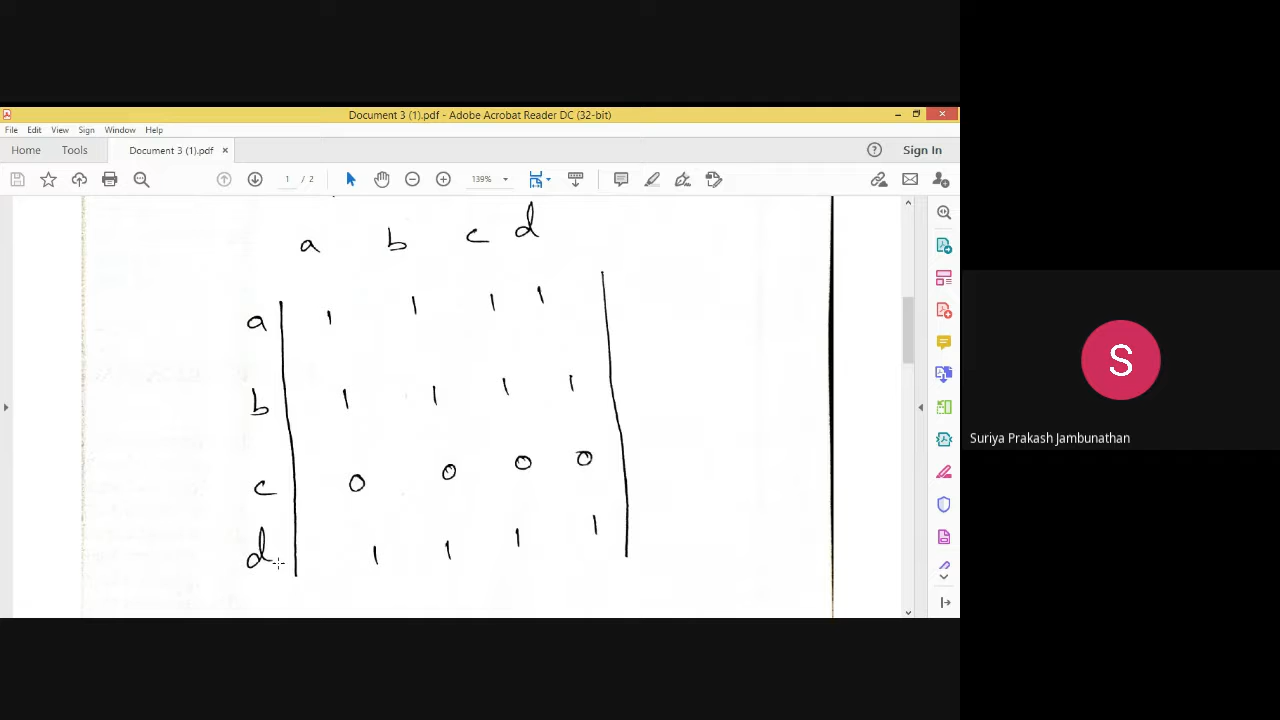 Document 3 (1).pdf - Adobe Acrobat Reader DC (32-bit)
File Edit View Sign Window Help
Home Tools Document 3 (1).pdf × Sign In
1 / 2 139%
a b c d
a 1 1 1 1
b 1 1 1 1
c 0 0 0 0
d 1 1 1 1
S
Suriya Prakash Jambunathan